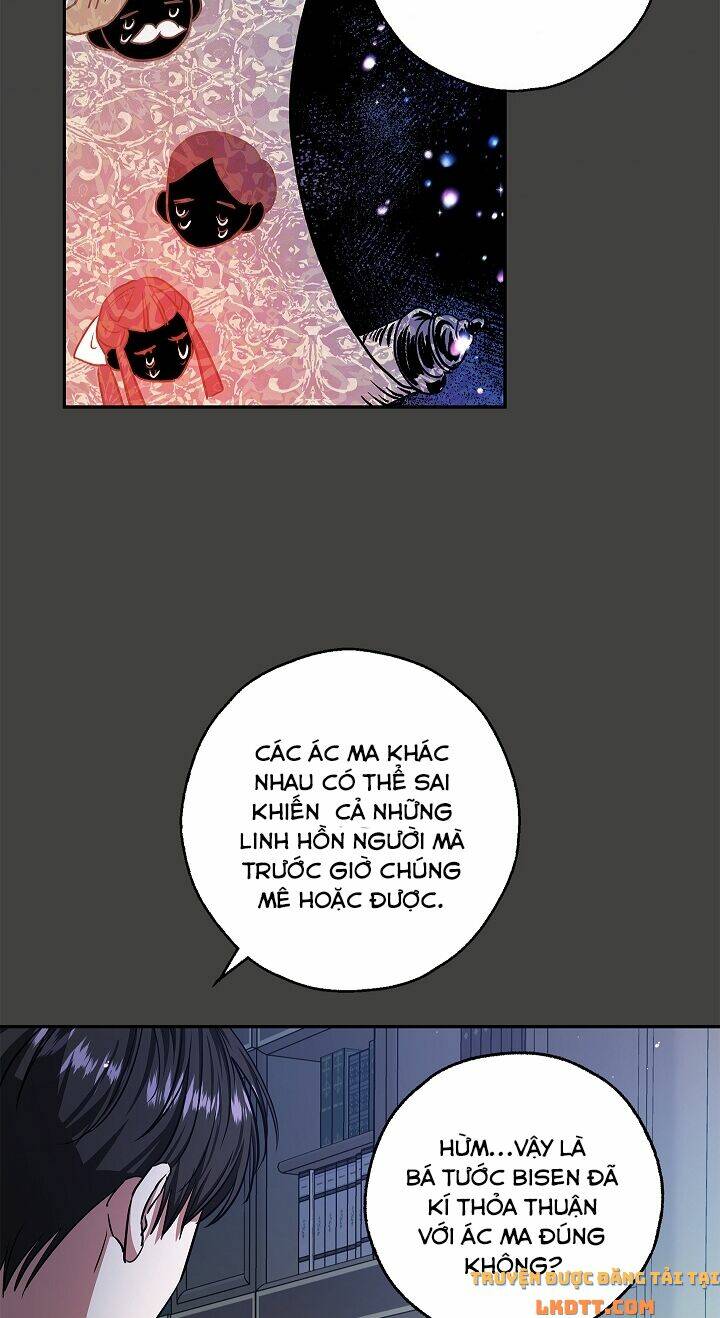 CÁC ÁC MA KHÁC
NHAU CÓ THỂ SAI
KHIẾN CẢ NHỮNG
LINH HỒN NGƯỜI MÀ
TRƯỚC GIỜ CHÚNG
MÊ HOẶC ĐƯỢC.
HỪM...VẬY LÀ
BÁ TƯỚC BISEN ĐÃ
KÍ THỎA THUẬN
VỚI ÁC MA ĐÚNG
KHÔNG?
TRUYỆN ĐƯỢC ĐĂNG TẢI TẠI
LKDTT.COM